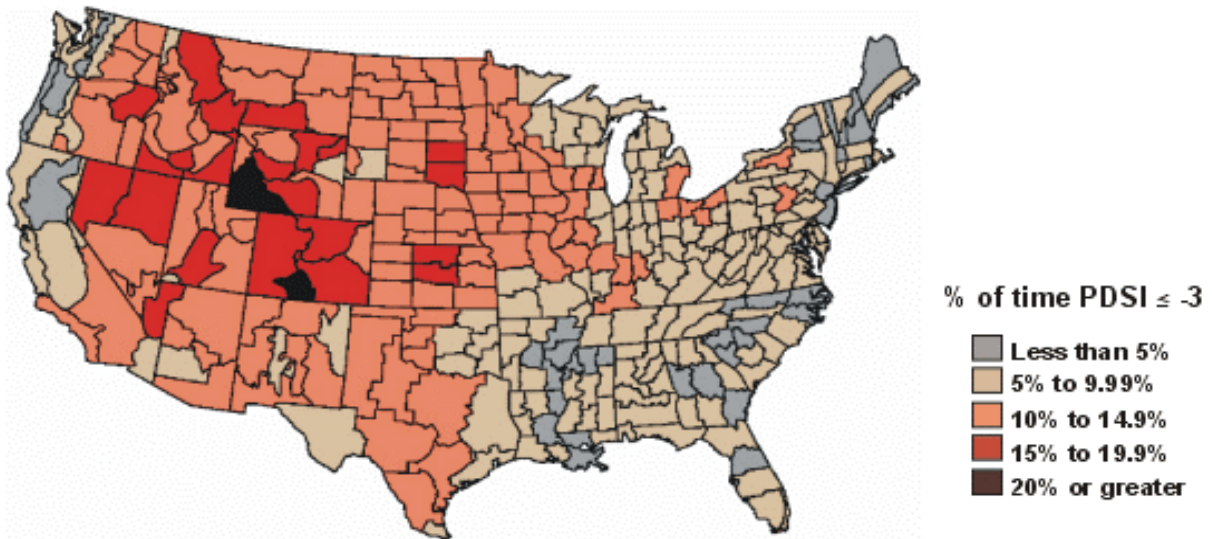 % of time PDSI ≤ -3
Less than 5%
5% to 9.99%
10% to 14.9%
15% to 19.9%
20% or greater